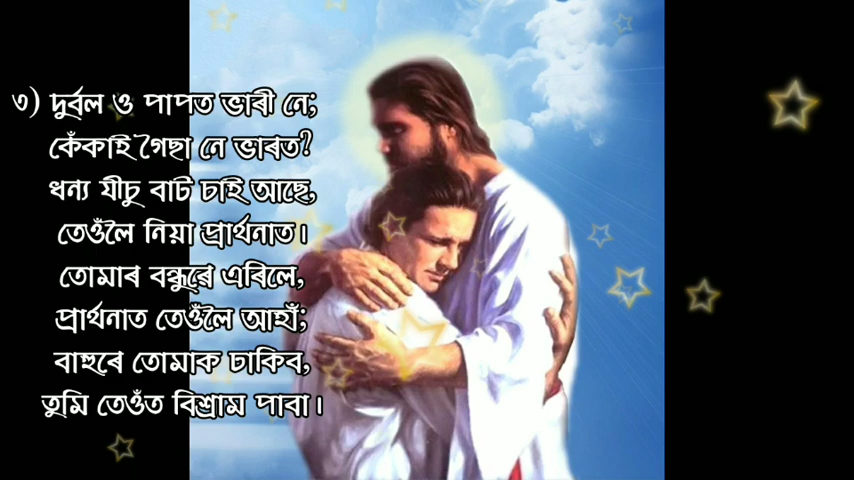 ৩) দুৰ্বল ও পাপত ভাৰী নে;
কেঁকাই গৈছা নে ভাৰত?
ধন্য যীচু বাট চাই আছে,
তেওঁলৈ নিয়া প্ৰাৰ্থনাত।
তোমাৰ বন্ধুৱে এৰিলে,
প্ৰাৰ্থনাত তেওঁলৈ আহাঁ;
বাহুৰে তোমাক ঢাকিব,
তুমি তেওঁত বিশ্ৰাম পাবা।